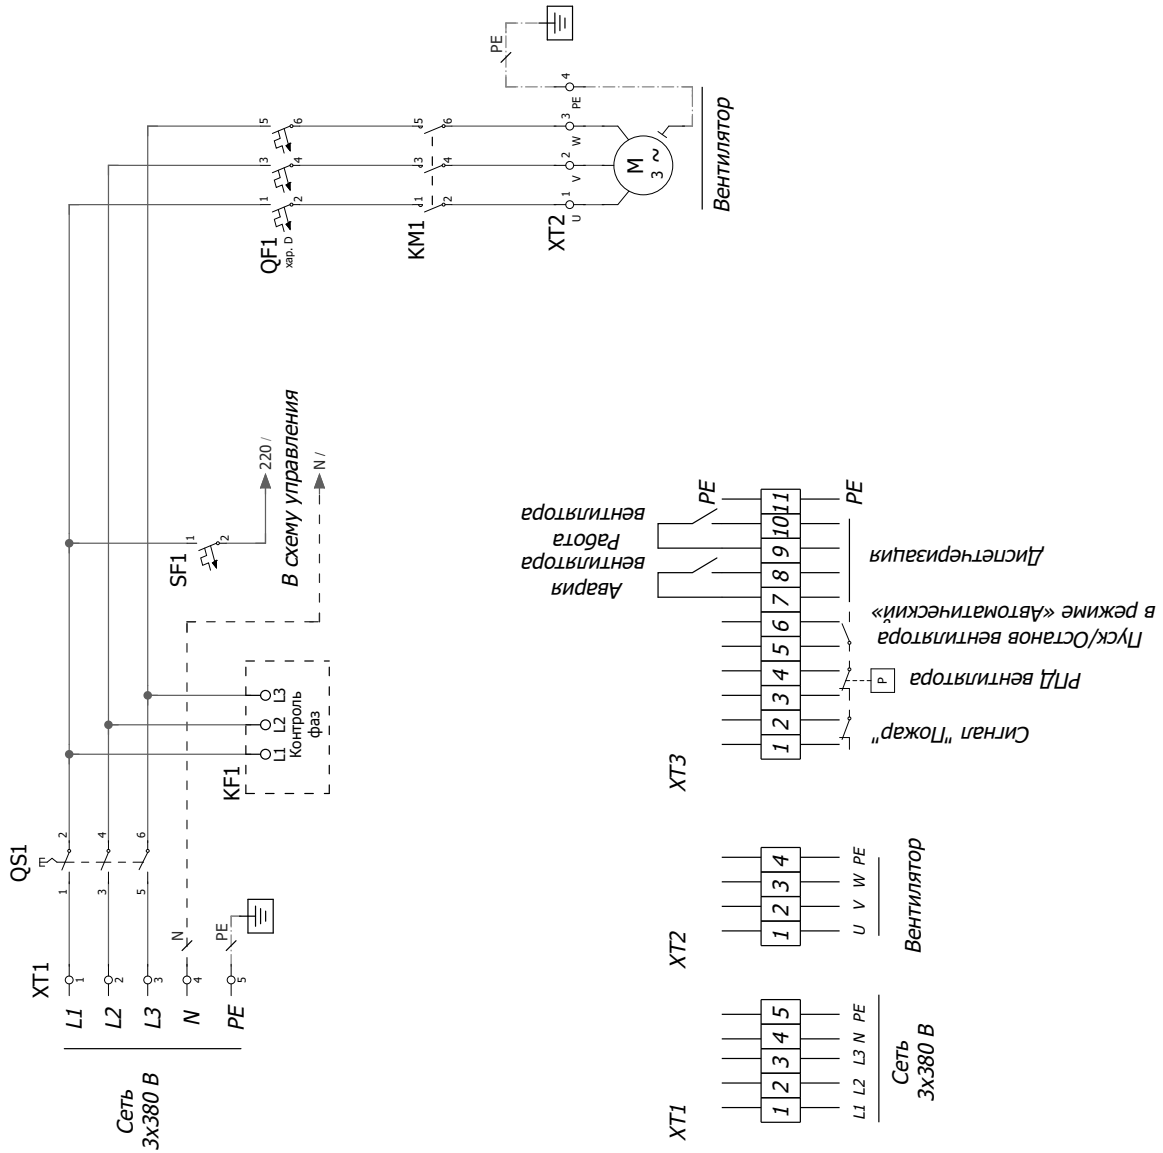 XT1
L1
L2
L3
N
PE
1
2
3
4
5
N
PE
Сеть
3х380 В
QS1
1
2
3
4
5
6
KF1
L1
L2
L3
Контроль
фаз
SF1
1
2
220 /
N /
В схему управления
QF1
хар. D
1
2
3
4
5
6
KM1
1
2
3
4
5
6
XT2
U
1
V
2
W
3
PE
4
PE
M
3 ~
Вентилятор
XT1
1
2
3
4
5
L1
L2
L3
N
PE
Сеть
3х380 В
XT2
1
2
3
4
U
V
W
PE
Вентилятор
XT3
Авария
вентилятора
Работа
вентилятора
PE
1
2
3
4
5
6
7
8
9
10
11
Сигнал "Пожар"
P
РПД вентилятора
Пуск/Останов вентилятора
в режиме «Автоматический»
Диспетчеризация
PE